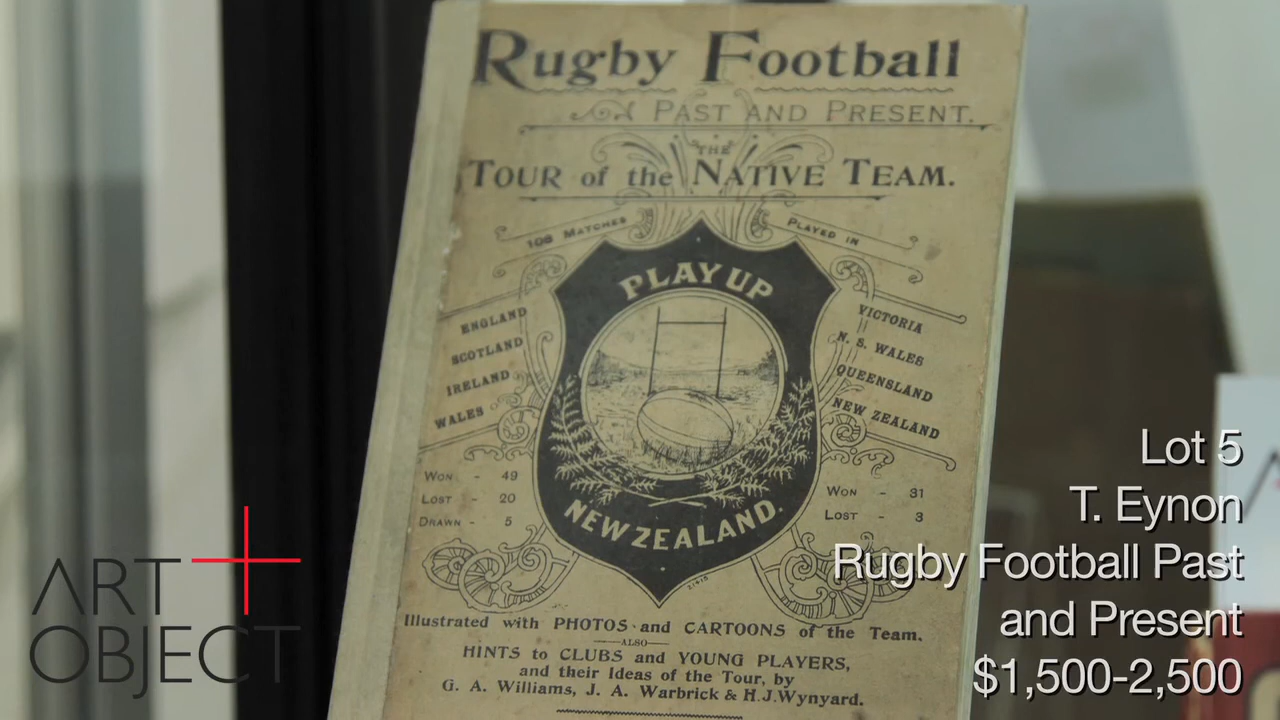 Rugby Football
PAST AND PRESENT.
THE
TOUR of the NATIVE TEAM.
108 MATCHES
PLAYED IN
PLAY UP
ENGLAND
SCOTLAND
IRELAND
WALES
VICTORIA
N. S. WALES
QUEENSLAND
NEW ZEALAND
WON - 49
LOST - 20
DRAWN - 5
WON - 31
LOST - 3
NEW ZEALAND.
21415
Illustrated with PHOTOS and CARTOONS of the Team.
ALSO
HINTS to CLUBS and YOUNG PLAYERS,
and their Ideas of the Tour, by
G. A. Williams, J. A. Warbrick & H.J.Wynyard.
ART
OBJECT
Lot 5
T. Eynon
Rugby Football Past
and Present
$1,500-2,500